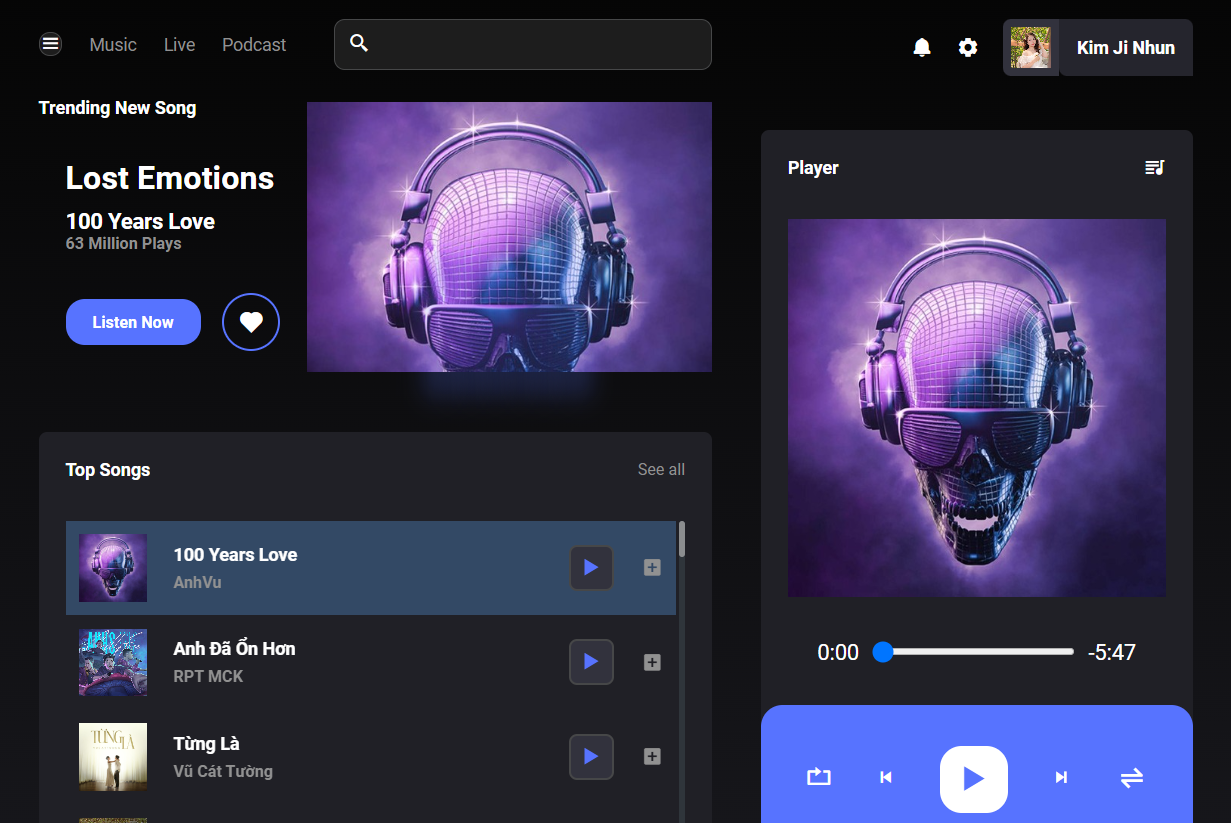 Music
Live
Podcast
Kim Ji Nhun
Trending New Song
Lost Emotions
100 Years Love
63 Million Plays
Listen Now
Top Songs
See all
100 Years Love
AnhVu
Anh Đã Ổn Hơn
RPT MCK
TỪNG LÀ
Từng Là
Vũ Cát Tường
Player
0:00
-5:47